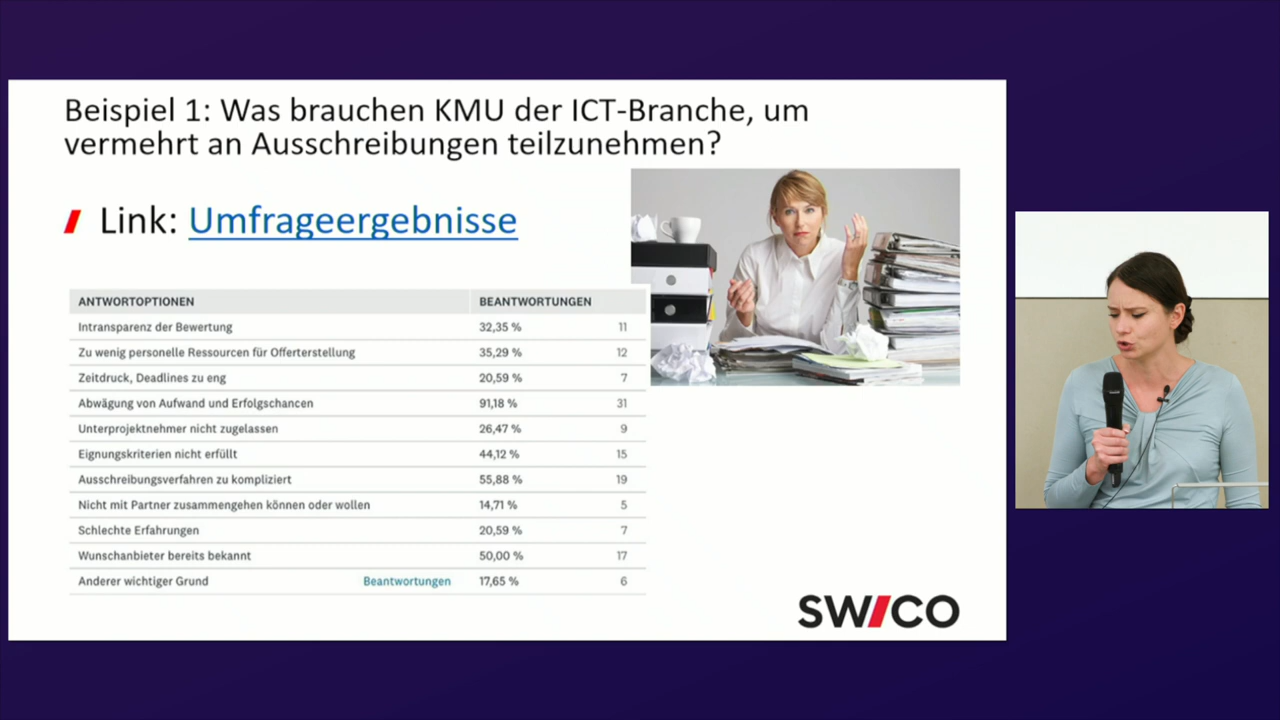 Beispiel 1: Was brauchen KMU der ICT-Branche, um
vermehrt an Ausschreibungen teilzunehmen?
Link: Umfrageergebnisse
ANTWORTOPTIONEN BEANTWORTUNGEN
Intransparenz der Bewertung 32,35 % 11
Zu wenig personelle Ressourcen für Offerterstellung 35,29 % 12
Zeitdruck, Deadlines zu eng 20,59 % 7
Abwägung von Aufwand und Erfolgschancen 91,18 % 31
Unterprojektnehmer nicht zugelassen 26,47 % 9
Eignungskriterien nicht erfüllt 44,12 % 15
Ausschreibungsverfahren zu kompliziert 55,88 % 19
Nicht mit Partner zusammengehen können oder wollen 14,71 % 5
Schlechte Erfahrungen 20,59 % 7
Wunschanbieter bereits bekannt 50,00 % 17
Anderer wichtiger Grund Beantwortungen 17,65 % 6
SWICO